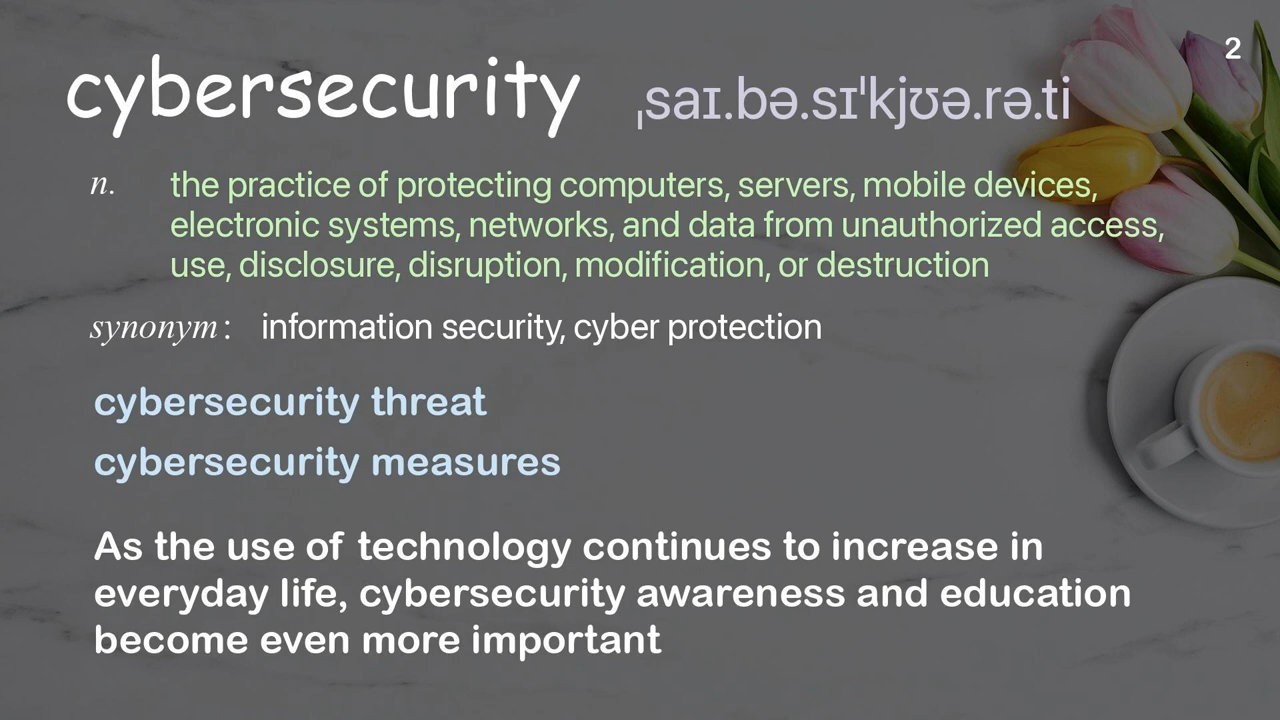 2
cybersecurity ˌsaɪ.bə.sɪˈkjʊə.rə.ti
n. the practice of protecting computers, servers, mobile devices,
electronic systems, networks, and data from unauthorized access,
use, disclosure, disruption, modification, or destruction
synonym : information security, cyber protection
cybersecurity threat
cybersecurity measures
As the use of technology continues to increase in
everyday life, cybersecurity awareness and education
become even more important